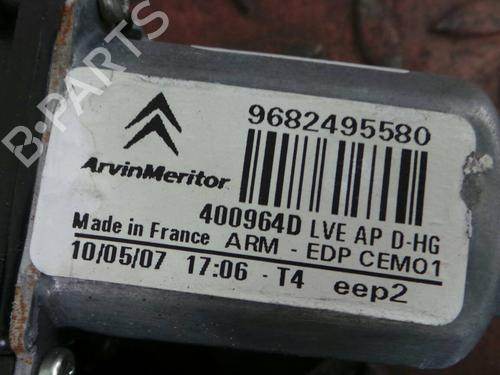 B-PARTS
9682495580
ArvinMeritor
400964D LVE AP D-HG
Made in France ARM - EDP CEM01
10/05/07 17:06 - T4 eep2